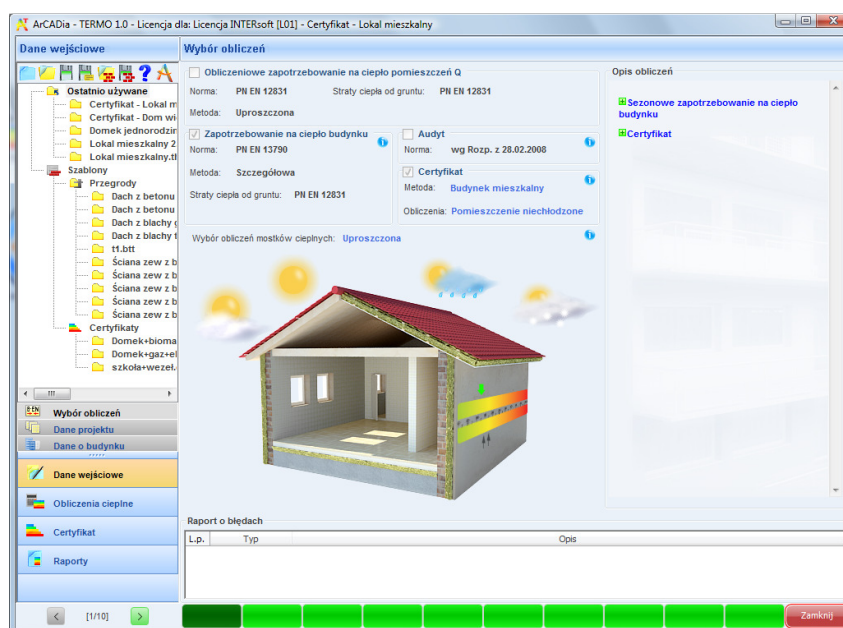 ArCADia - TERMO 1.0 - Licencja dla: Licencja INTERsoft [L01] - Certyfikat - Lokal mieszkalny
Dane wejściowe
Wybór obliczeń
Ostatnio używane
Certyfikat - Lokal m
Certyfikat - Dom wi
Domek jednorodzin
Lokal mieszkalny 2
Lokal mieszkalny.tl
Szablony
Przegrody
Dach z betonu
Dach z betonu
Dach z blachy g
Dach z blachy t
t1.btt
Ściana zew z b
Ściana zew z b
Ściana zew z b
Ściana zew z b
Ściana zew z b
Certyfikaty
Domek+bioma
Domek+gaz+el
szkoła+wezeł.
Wybór obliczeń
Dane projektu
Dane o budynku
Dane wejściowe
Obliczenia cieplne
Certyfikat
Raporty
[1/10]
Obliczeniowe zapotrzebowanie na ciepło pomieszczeń Q
Norma: PN EN 12831 Straty ciepła od gruntu: PN EN 12831
Metoda: Uproszczona
Zapotrzebowanie na ciepło budynku
Norma: PN EN 13790
Metoda: Szczegółowa
Straty ciepła od gruntu: PN EN 12831
Audyt
Norma: wg Rozp. z 28.02.2008
Certyfikat
Metoda: Budynek mieszkalny
Obliczenia: Pomieszczenie niechłodzone
Wybór obliczeń mostków cieplnych: Uproszczona
Opis obliczeń
Sezonowe zapotrzebowanie na ciepło
budynku
Certyfikat
Raport o błędach
L.p. Typ Opis
Zamknij